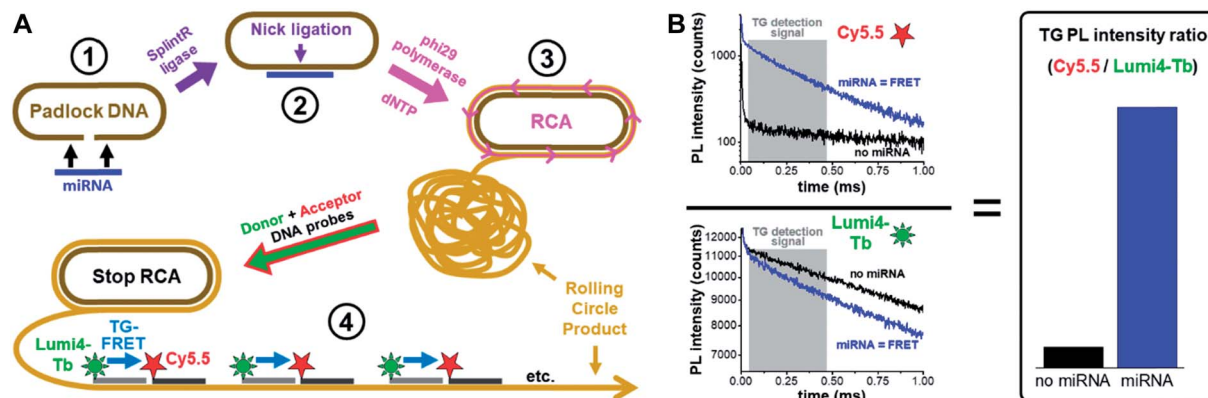 A
1
Padlock DNA
miRNA
SplintR
ligase
Nick ligation
2
phi29
polymerase
dNTP
3
RCA
Donor + Acceptor
DNA probes
Rolling
Circle
Product
Stop RCA
4
Lumi4-
Tb
TG-
FRET
Cy5.5
etc.
B
PL intensity (counts)
1000
100
TG detection
signal
Cy5.5
miRNA = FRET
no miRNA
0.00 0.25 0.50 0.75 1.00
time (ms)
PL intensity (counts)
12000
11000
10000
9000
8000
7000
TG detection
signal
Lumi4-
Tb
no miRNA
miRNA = FRET
0.00 0.25 0.50 0.75 1.00
time (ms)
=
TG PL intensity ratio
(Cy5.5 / Lumi4-Tb)
no miRNA miRNA